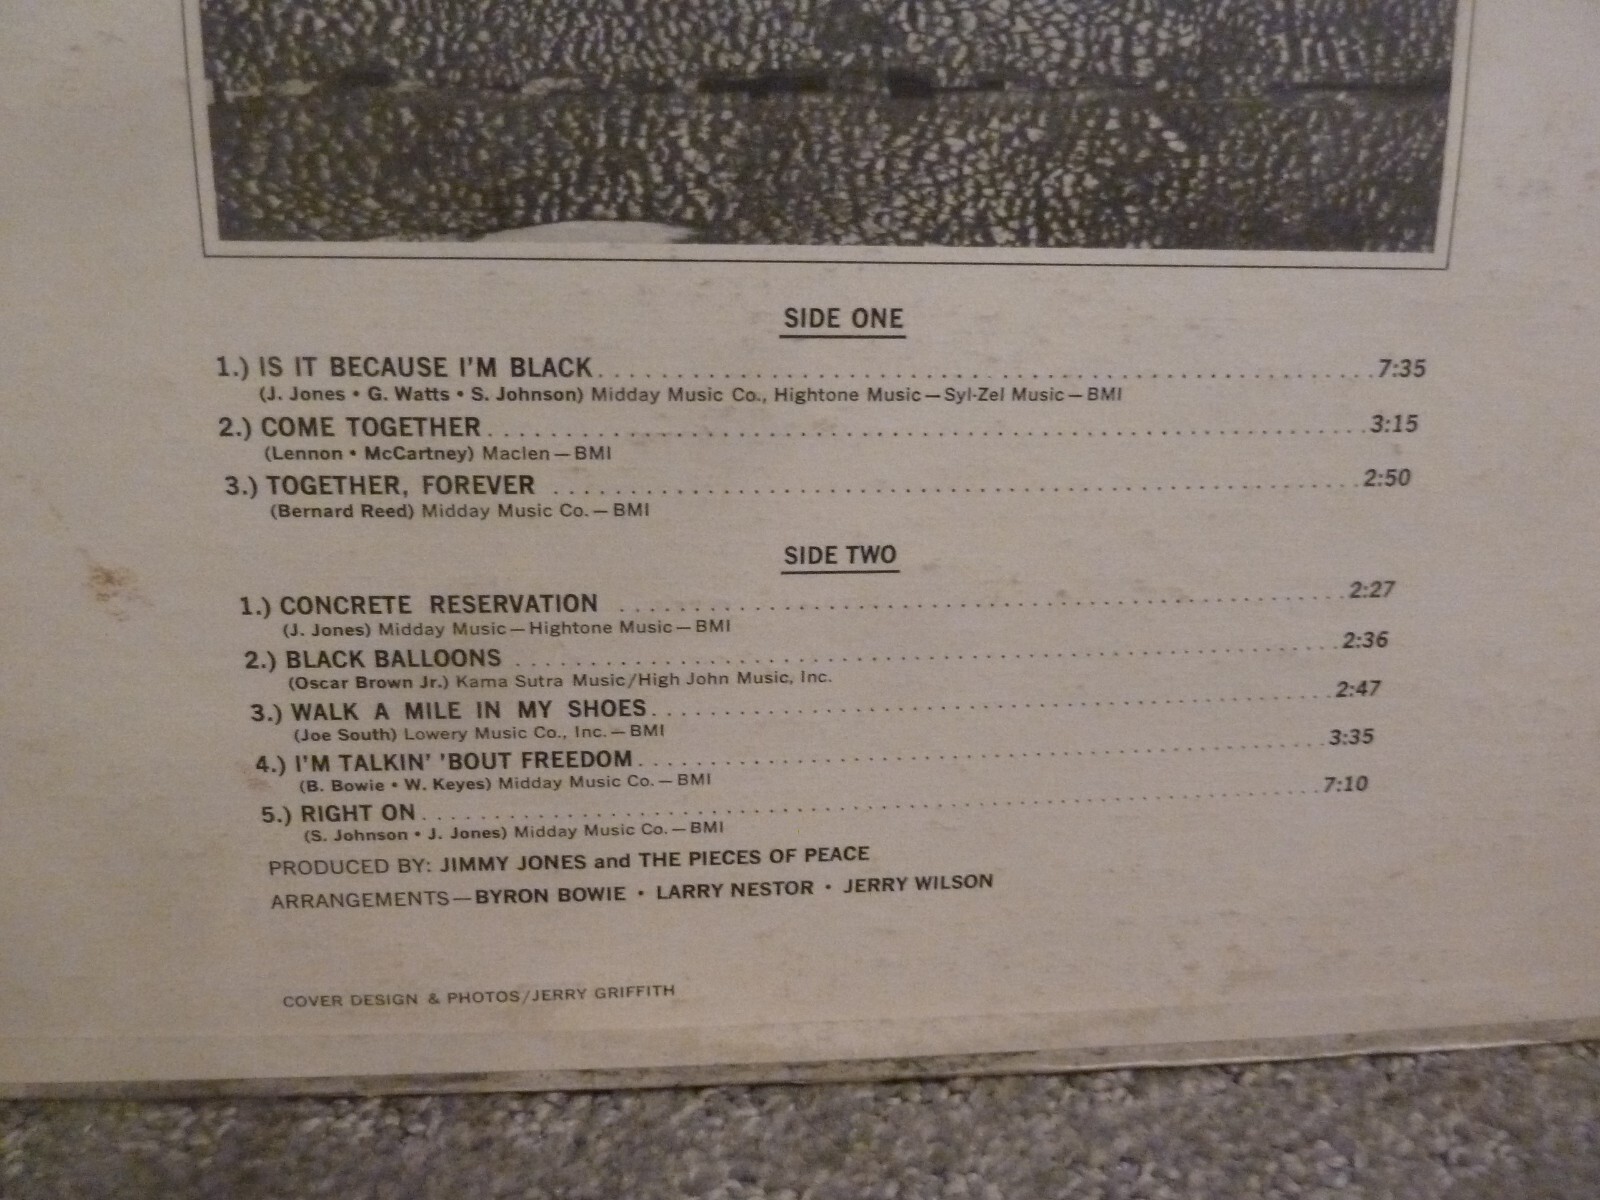 SIDE ONE
1.) IS IT BECAUSE I'M BLACK. . . . . . . . . . . . . . . . . . . . . . . . . . . . . . . . . . . . . . . . . . . . . . . . . . 7:35
(J. Jones • G. Watts • S. Johnson) Midday Music Co., Hightone Music—Syl-Zel Music—BMI
2.) COME TOGETHER. . . . . . . . . . . . . . . . . . . . . . . . . . . . . . . . . . . . . . . . . . . . . . . . . . . . . . . . 3:15
(Lennon • McCartney) Maclen—BMI
3.) TOGETHER, FOREVER . . . . . . . . . . . . . . . . . . . . . . . . . . . . . . . . . . . . . . . . . . . . . . . . . . . . 2:50
(Bernard Reed) Midday Music Co.—BMI
SIDE TWO
1.) CONCRETE RESERVATION . . . . . . . . . . . . . . . . . . . . . . . . . . . . . . . . . . . . . . . . . . . . . . . . 2:27
(J. Jones) Midday Music—Hightone Music—BMI
2.) BLACK BALLOONS . . . . . . . . . . . . . . . . . . . . . . . . . . . . . . . . . . . . . . . . . . . . . . . . . . . . . . 2:36
(Oscar Brown Jr.) Kama Sutra Music/High John Music, Inc.
3.) WALK A MILE IN MY SHOES. . . . . . . . . . . . . . . . . . . . . . . . . . . . . . . . . . . . . . . . . . . . . 2:47
(Joe South) Lowery Music Co., Inc.—BMI
4.) I'M TALKIN' 'BOUT FREEDOM. . . . . . . . . . . . . . . . . . . . . . . . . . . . . . . . . . . . . . . . . . . . 3:35
(B. Bowie • W. Keyes) Midday Music Co.—BMI
5.) RIGHT ON. . . . . . . . . . . . . . . . . . . . . . . . . . . . . . . . . . . . . . . . . . . . . . . . . . . . . . . . . . . 7:10
(S. Johnson • J. Jones) Midday Music Co.—BMI
PRODUCED BY: JIMMY JONES and THE PIECES OF PEACE
ARRANGEMENTS—BYRON BOWIE • LARRY NESTOR • JERRY WILSON
COVER DESIGN & PHOTOS/JERRY GRIFFITH